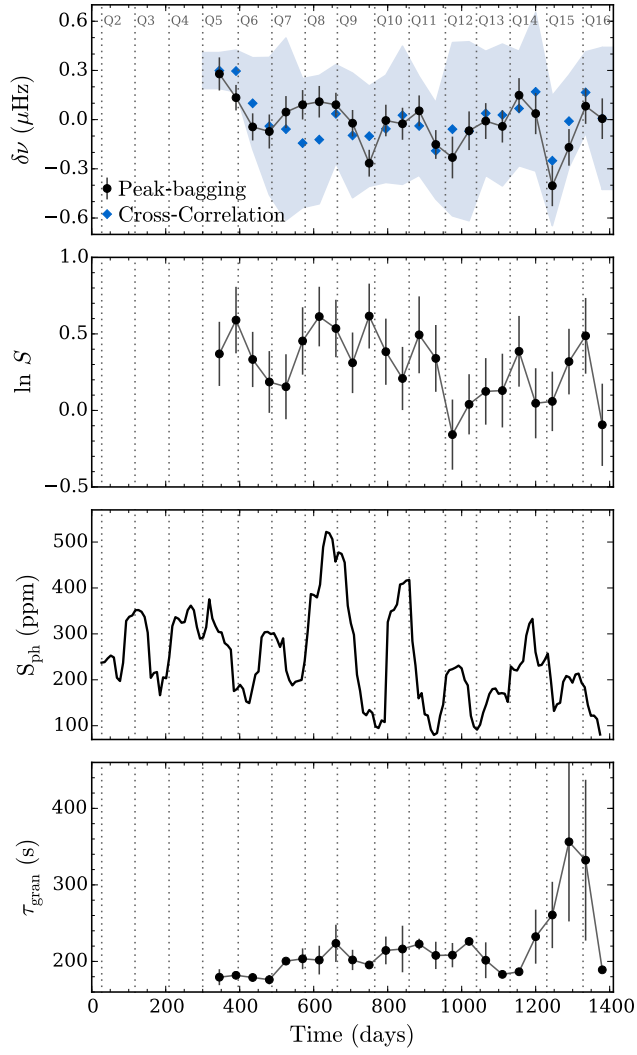 Q2 Q3 Q4 Q5 Q6 Q7 Q8 Q9 Q10 Q11 Q12 Q13 Q14 Q15 Q16
0.6
0.3
0.0
−0.3
−0.6
δν (μHz)
Peak-bagging
Cross-Correlation
1.0
0.5
0.0
−0.5
ln S
500
400
300
200
100
S_ph (ppm)
400
300
200
τ_gran (s)
0 200 400 600 800 1000 1200 1400
Time (days)